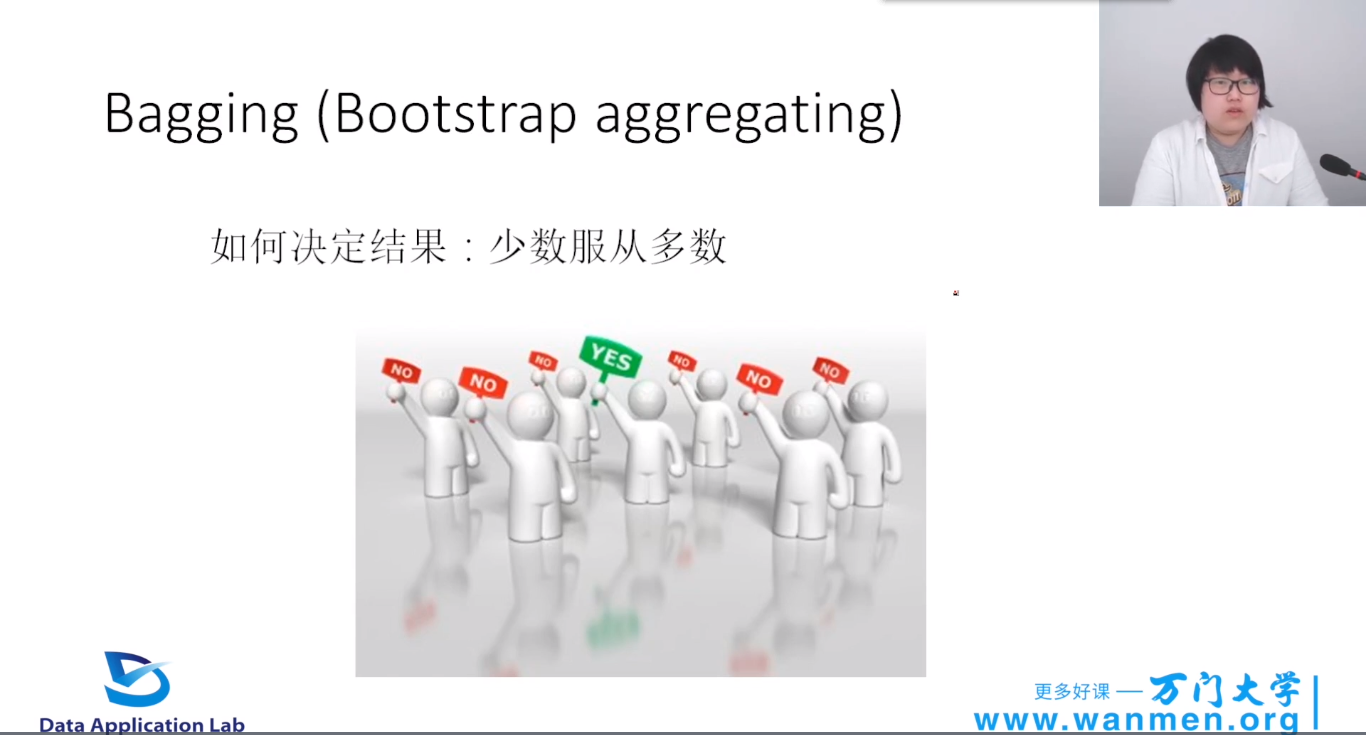 Bagging (Bootstrap aggregating)
如何决定结果：少数服从多数
NO
NO
NO
YES
NO
NO
NO
Data Application Lab
更多好课 — 万门大学
www.wanmen.org